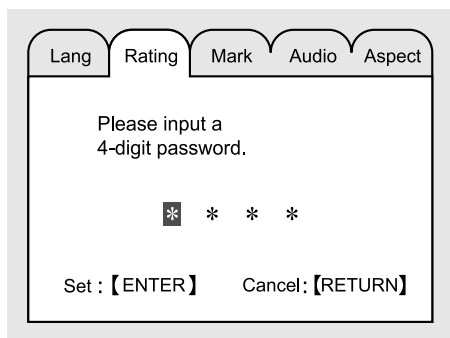 Lang Rating Mark Audio Aspect
Please input a
4-digit password.
* * * *
Set :【ENTER】 Cancel:【RETURN】